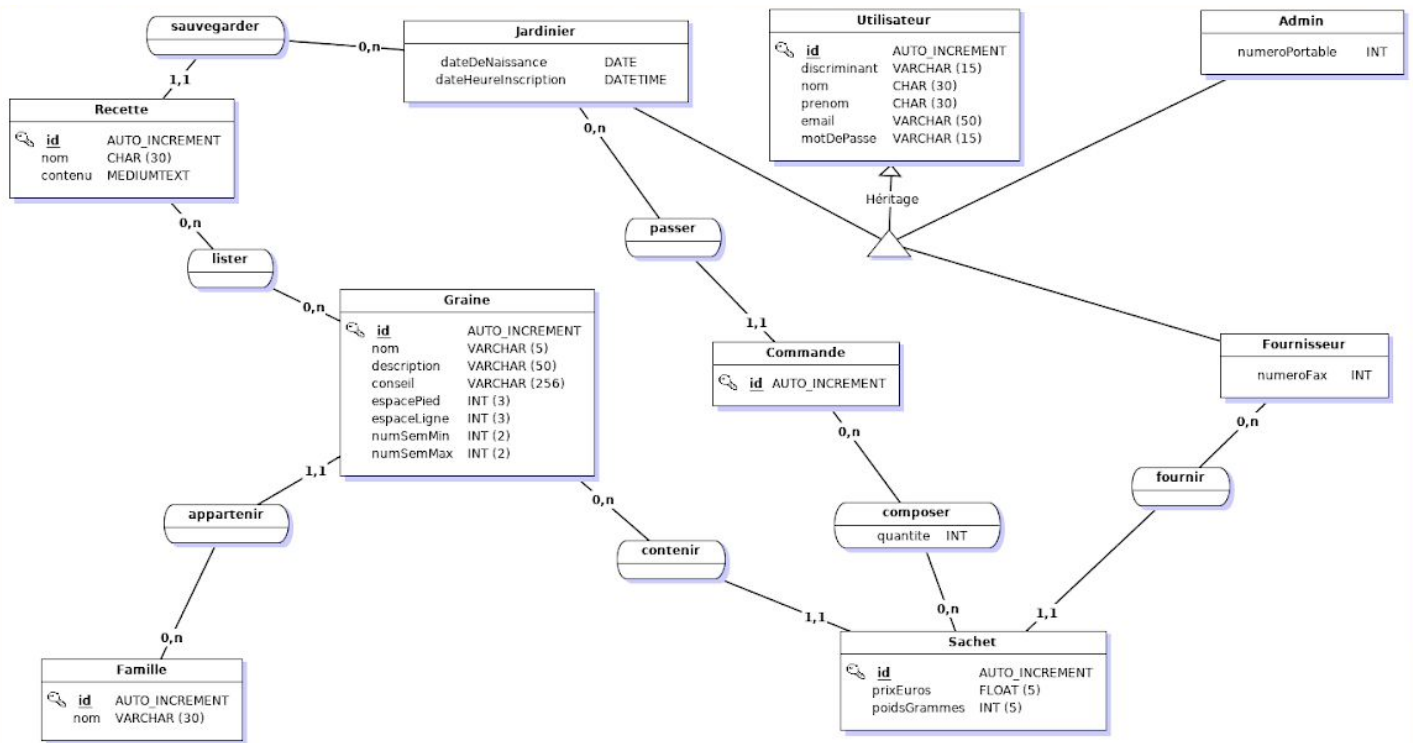 sauvegarder
0,n
1,1
Jardinier
dateDeNaissance DATE
dateHeureInscription DATETIME
Utilisateur
id AUTO_INCREMENT
discriminant VARCHAR (15)
nom CHAR (30)
prenom CHAR (30)
email VARCHAR (50)
motDePasse VARCHAR (15)
Admin
numeroPortable INT
Recette
id AUTO_INCREMENT
nom CHAR (30)
contenu MEDIUMTEXT
0,n
lister
0,n
0,n
passer
1,1
Héritage
Graine
id AUTO_INCREMENT
nom VARCHAR (5)
description VARCHAR (50)
conseil VARCHAR (256)
espacePied INT (3)
espaceLigne INT (3)
numSemMin INT (2)
numSemMax INT (2)
Commande
id AUTO_INCREMENT
Fournisseur
numeroFax INT
0,n
fournir
1,1
0,n
composer
quantite INT
0,n
1,1
appartenir
0,n
0,n
contenir
1,1
Famille
id AUTO_INCREMENT
nom VARCHAR (30)
Sachet
id AUTO_INCREMENT
prixEuros FLOAT (5)
poidsGrammes INT (5)